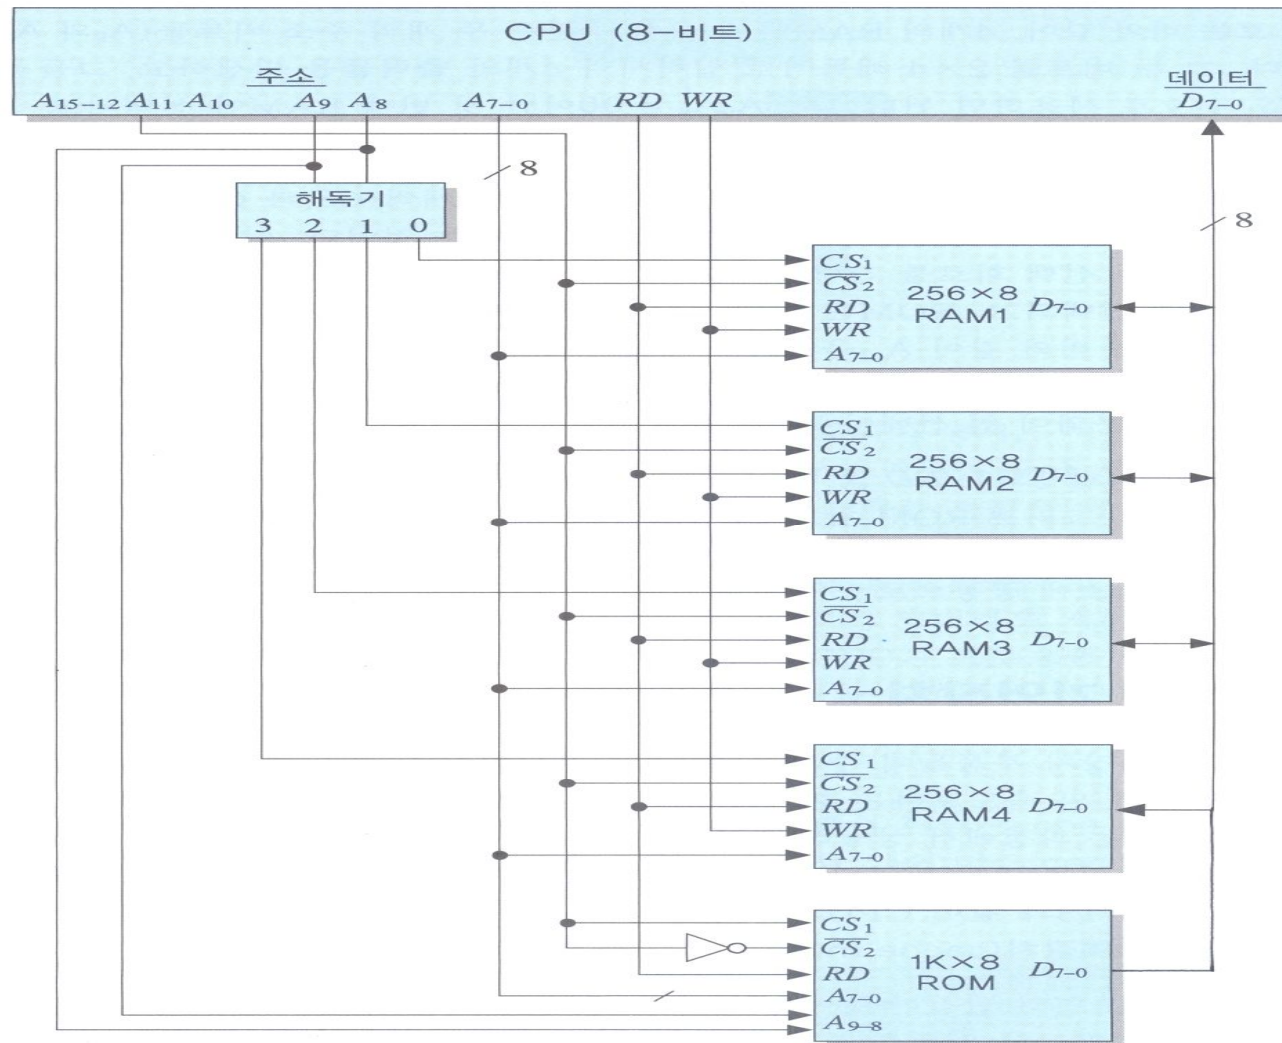 CPU (8-비트)
주소
데이터
A15-12 A11 A10 A9 A8 A7-0 RD WR D7-0
8
해독기
3 2 1 0
8
CS1
CS2
RD
WR
A7-0
256×8
RAM1
D7-0
CS1
CS2
RD
WR
A7-0
256×8
RAM2
D7-0
CS1
CS2
RD
WR
A7-0
256×8
RAM3
D7-0
CS1
CS2
RD
WR
A7-0
256×8
RAM4
D7-0
CS1
CS2
RD
A7-0
A9-8
1K×8
ROM
D7-0